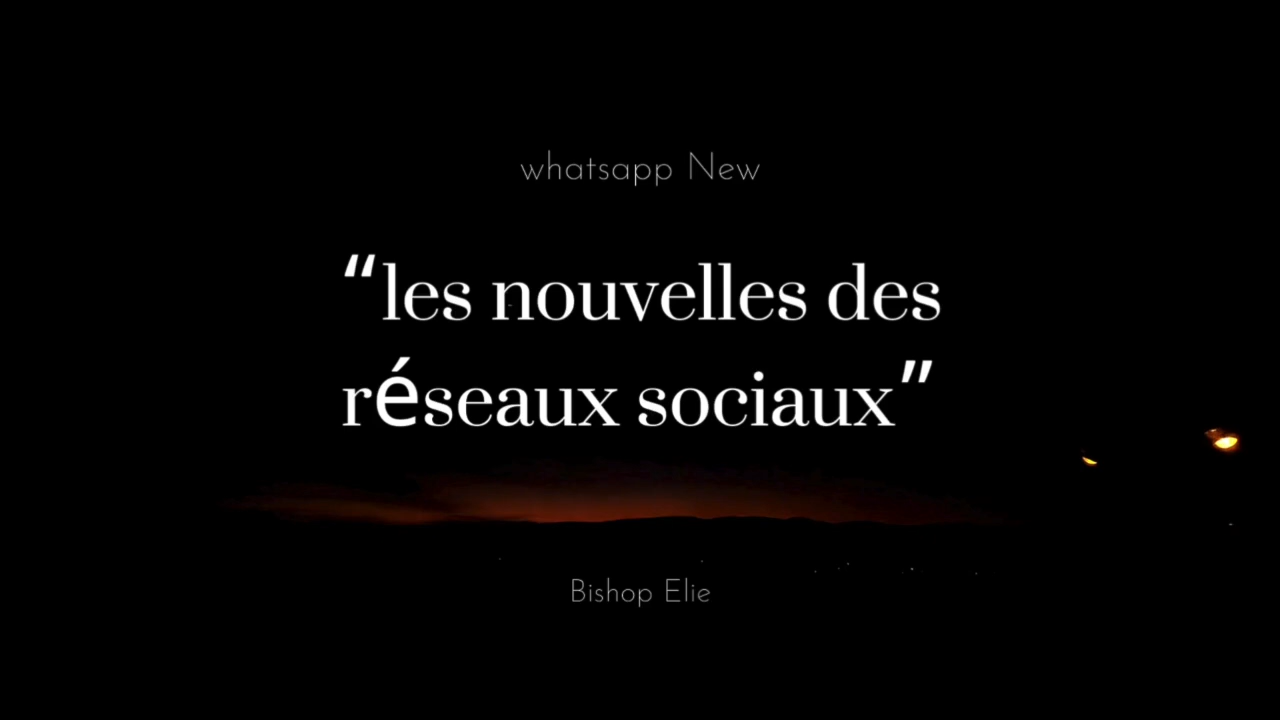 whatsapp New
“les nouvelles des
réseaux sociaux”
Bishop Elie